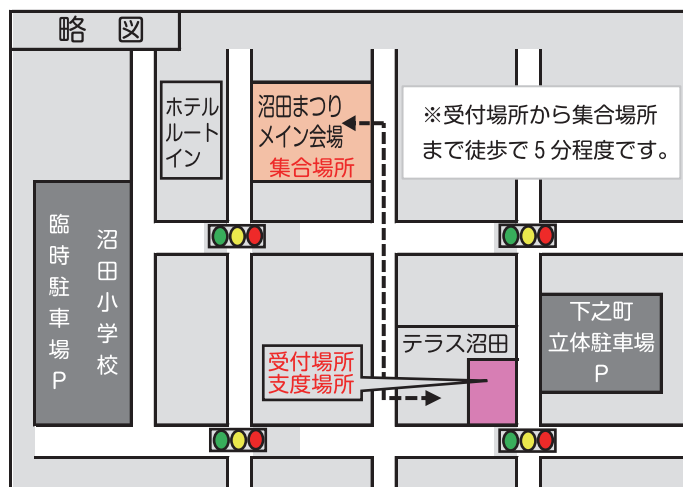 略 図
ホテル
ルート
イン
沼田まつり
メイン会場
集合場所
※受付場所から集合場所
まで徒歩で5分程度です。
沼田小学校
臨時駐車場P
受付場所
支度場所
テラス沼田
下之町
立体駐車場
P